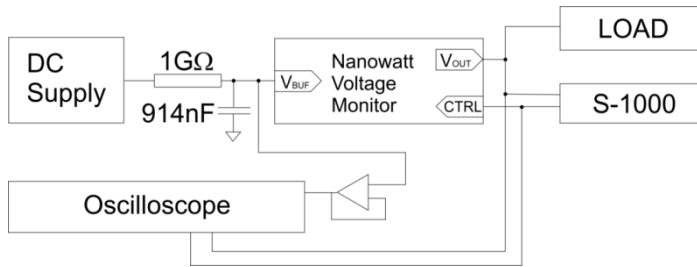 DC
Supply
1GΩ
914nF
VBUF
Nanowatt
Voltage
Monitor
VOUT
CTRL
LOAD
S-1000
Oscilloscope